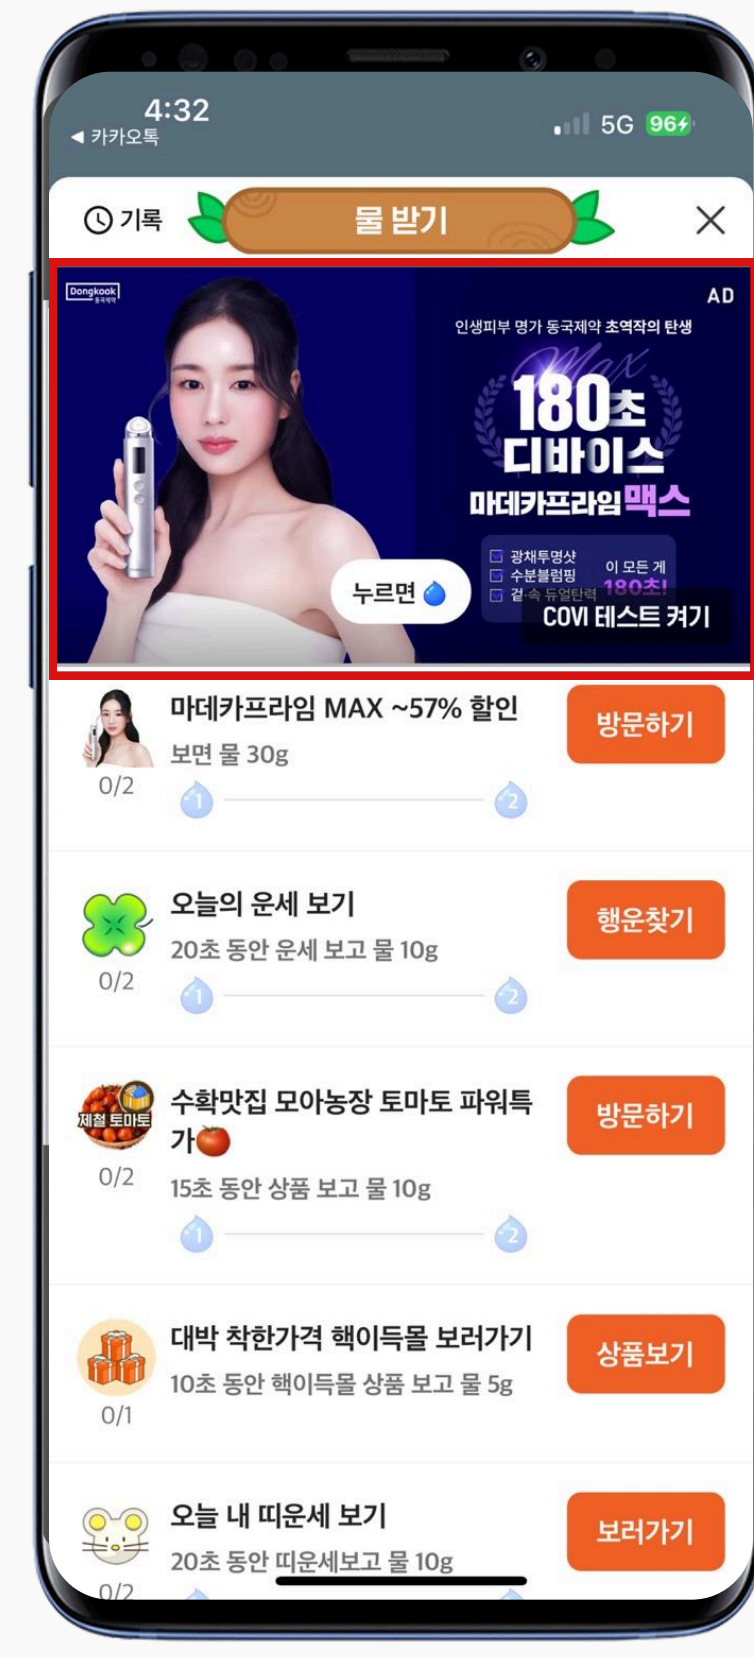 4:32
◀ 카카오톡
5G 96
기록
물 받기
Dongkook
동국제약
AD
인생피부 명가 동국제약 초역작의 탄생
Max
180초
디바이스
마데카프라임 맥스
광채투명샷
수분볼럼핑
겉·속 듀얼탄력
이 모든 게
180초!
누르면
COVI 테스트 켜기
마데카프라임 MAX ~57% 할인
보면 물 30g
방문하기
0/2
1
2
오늘의 운세 보기
20초 동안 운세 보고 물 10g
행운찾기
0/2
1
2
제철 토마토
수확맛집 모아농장 토마토 파워특
가🍅
15초 동안 상품 보고 물 10g
방문하기
0/2
1
2
대박 착한가격 핵이득몰 보러가기
10초 동안 핵이득몰 상품 보고 물 5g
상품보기
0/1
오늘 내 띠운세 보기
20초 동안 띠운세보고 물 10g
보러가기
0/2